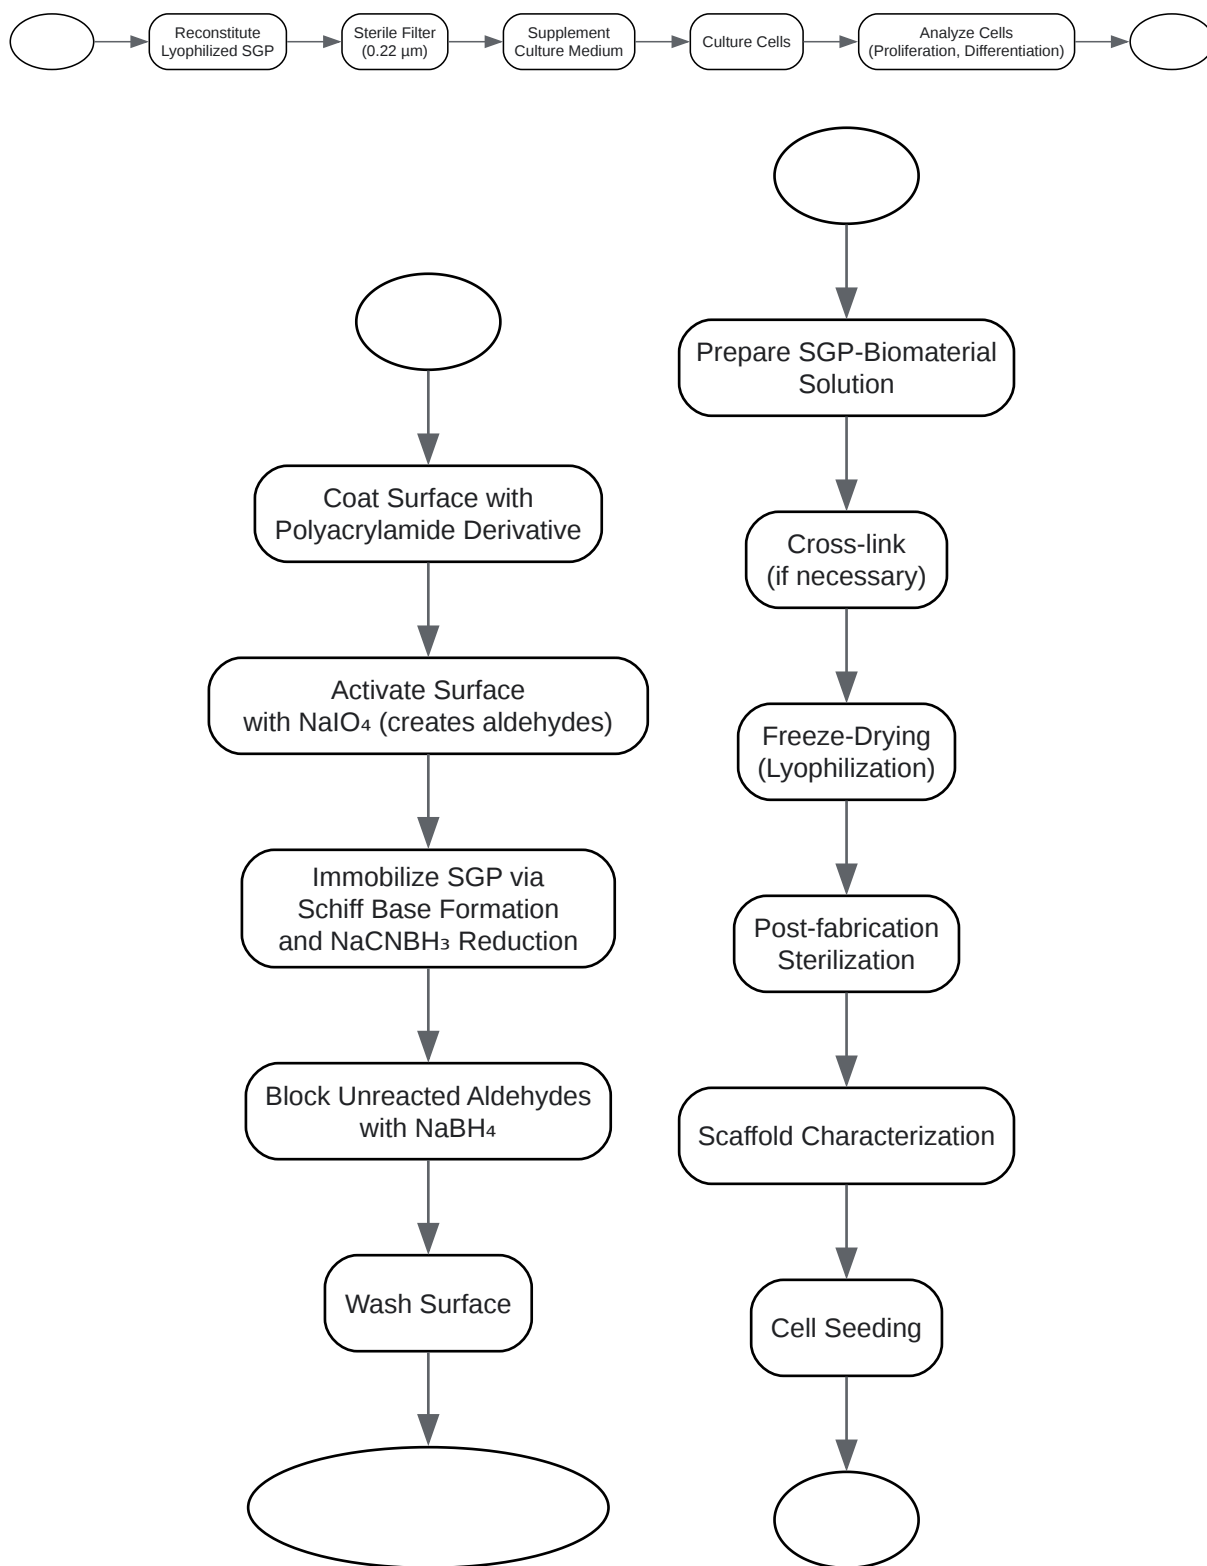 Reconstitute
Lyophilized SGP
Sterile Filter
(0.22 µm)
Supplement
Culture Medium
Culture Cells
Analyze Cells
(Proliferation, Differentiation)
Coat Surface with
Polyacrylamide Derivative
Activate Surface
with NaIO₄ (creates aldehydes)
Immobilize SGP via
Schiff Base Formation
and NaCNBH₃ Reduction
Block Unreacted Aldehydes
with NaBH₄
Wash Surface
Prepare SGP-Biomaterial
Solution
Cross-link
(if necessary)
Freeze-Drying
(Lyophilization)
Post-fabrication
Sterilization
Scaffold Characterization
Cell Seeding